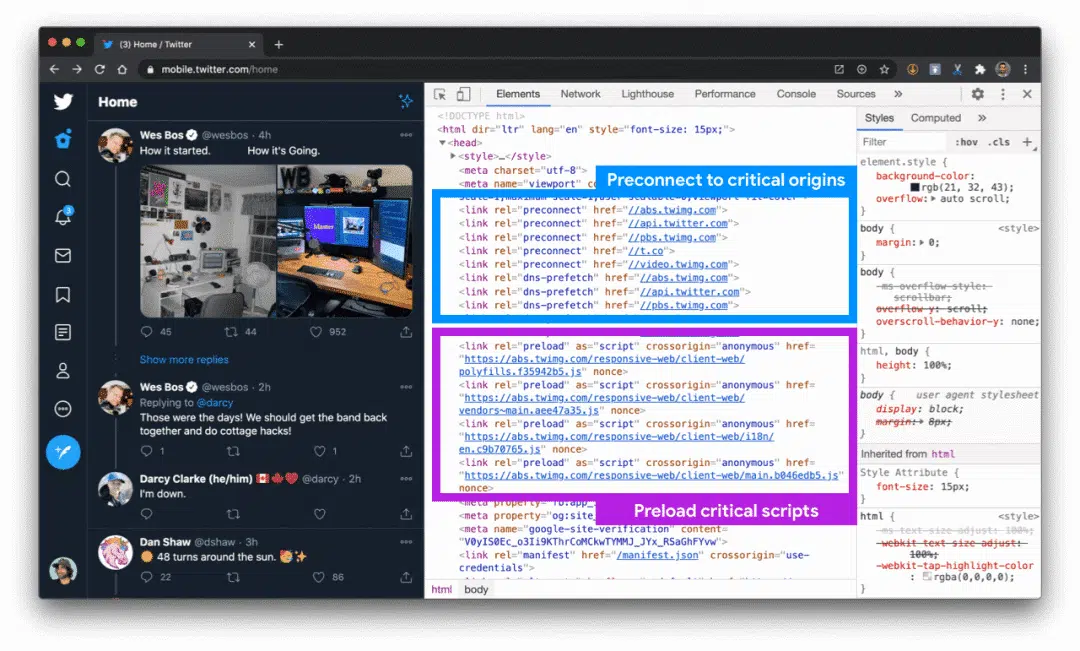 (3) Home / Twitter
mobile.twitter.com/home
Home
Wes Bos @wesbos · 4h
How it started. How it's Going.
WB
Master
45 44 952
Show more replies
Wes Bos @wesbos · 2h
Replying to @darcy
Those were the days! We should get the band back
together and do cottage hacks!
1 1
Darcy Clarke (he/him) 🇨🇦🍁❤️ @darcy · 2h
I'm down.
Dan Shaw @dshaw · 3h
48 turns around the sun. 🥳✨
22 86
3
Elements Network Lighthouse Performance Console Sources »
<!DOCTYPE html>
<html dir="ltr" lang="en" style="font-size: 15px;">
▼<head>
▶<style>…</style>
<meta charset="utf-8">
<meta name="viewport"
Preconnect to critical origins
<link rel="preconnect" href="//abs.twimg.com">
<link rel="preconnect" href="//api.twitter.com">
<link rel="preconnect" href="//pbs.twimg.com">
<link rel="preconnect" href="//t.co">
<link rel="preconnect" href="//video.twimg.com">
<link rel="dns-prefetch" href="//abs.twimg.com">
<link rel="dns-prefetch" href="//api.twitter.com">
<link rel="dns-prefetch" href="//pbs.twimg.com">
<link rel="preload" as="script" crossorigin="anonymous" href=
"https://abs.twimg.com/responsive-web/client-web/
polyfills.f35942b5.js" nonce>
<link rel="preload" as="script" crossorigin="anonymous" href=
"https://abs.twimg.com/responsive-web/client-web/
vendors~main.aee47a35.js" nonce>
<link rel="preload" as="script" crossorigin="anonymous" href=
"https://abs.twimg.com/responsive-web/client-web/i18n/
en.c9b70765.js" nonce>
<link rel="preload" as="script" crossorigin="anonymous" href=
"https://abs.twimg.com/responsive-web/client-web/main.b046edb5.js"
nonce>
Preload critical scripts
<meta property="og:site_
<meta name="google-site-verification" content=
"V0yIS0Ec_o3Ii9KThrCoMCkwTYMMJ_JYx_RSaGhFYvw">
<link rel="manifest" href="/manifest.json" crossorigin="use-
credentials">
html body
Styles Computed »
Filter :hov .cls +
element.style {
background-color:
rgb(21, 32, 43);
overflow: ▶ auto scroll;
}
body { <style>
margin: ▶ 0;
}
body {
-ms-overflow-style:
scrollbar;
overflow-y: scroll;
overscroll-behavior-y: none;
}
html, body {
height: 100%;
}
body { user agent stylesheet
display: block;
margin: ▶ 8px;
}
Inherited from html
Style Attribute {
font-size: 15px;
}
html { <style>
-ms-text-size-adjust: 100%;
-webkit-text-size-adjust:
100%;
-webkit-tap-highlight-color
: rgba(0,0,0,0);
}